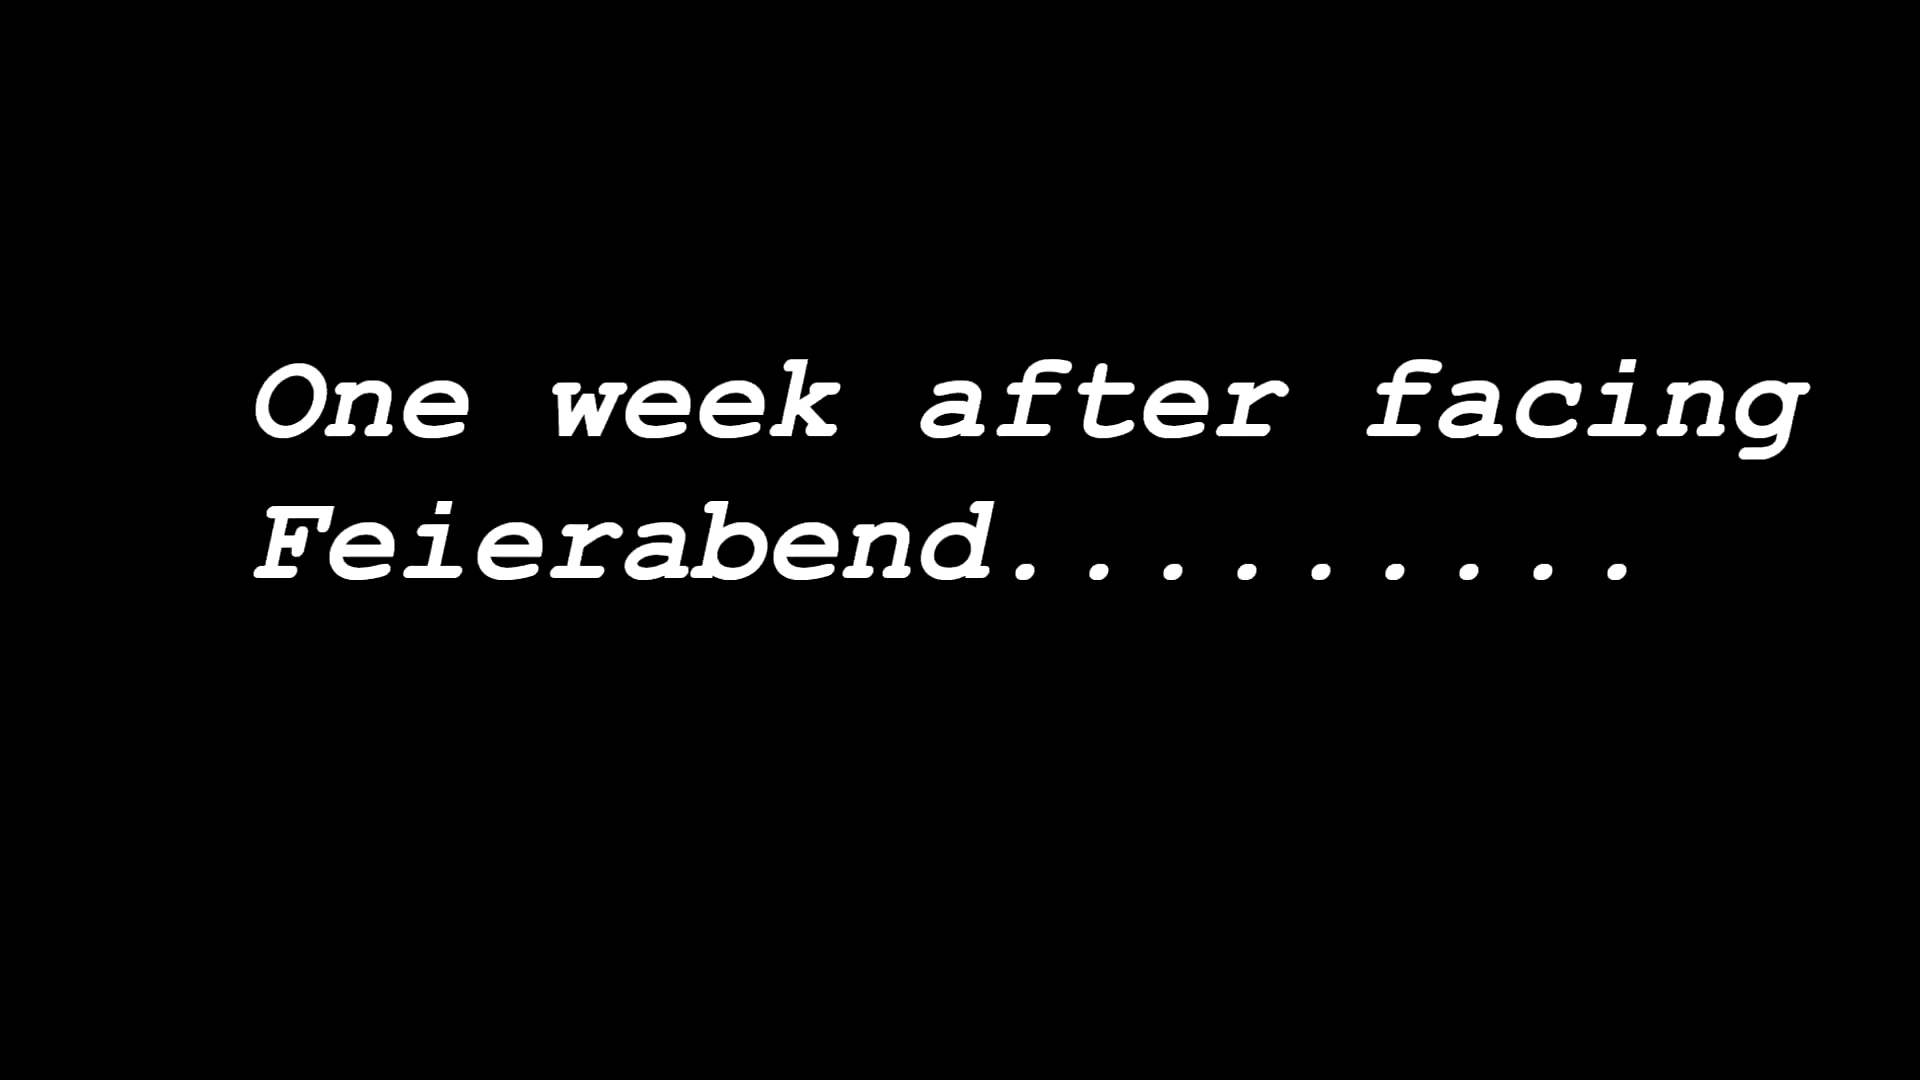 One week after facing
Feierabend.........